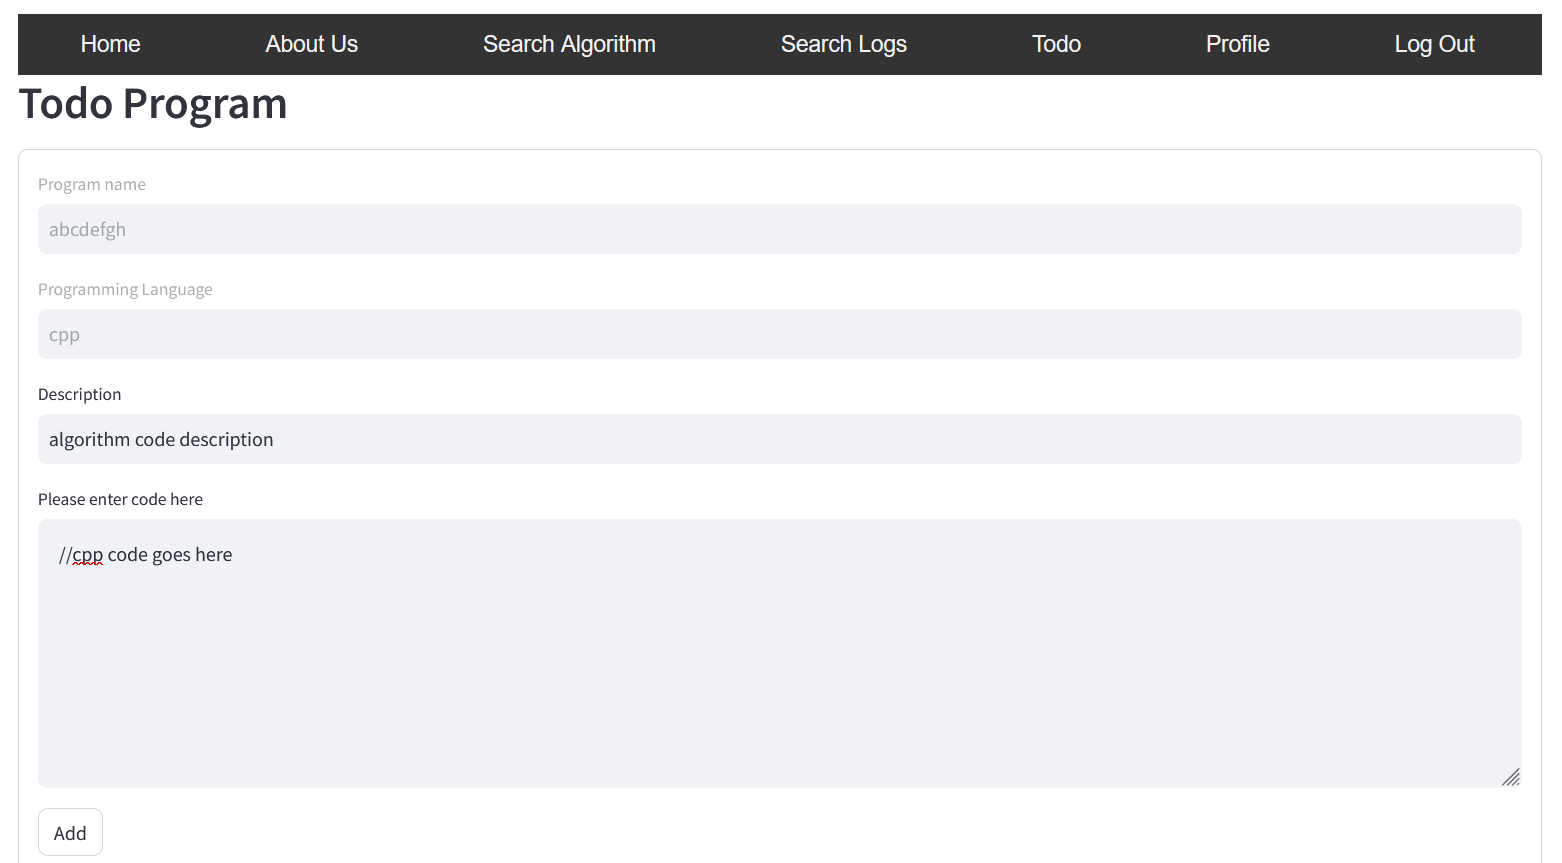 Home About Us Search Algorithm Search Logs Todo Profile Log Out
Todo Program
Program name
abcdefgh
Programming Language
cpp
Description
algorithm code description
Please enter code here
//cpp code goes here
Add